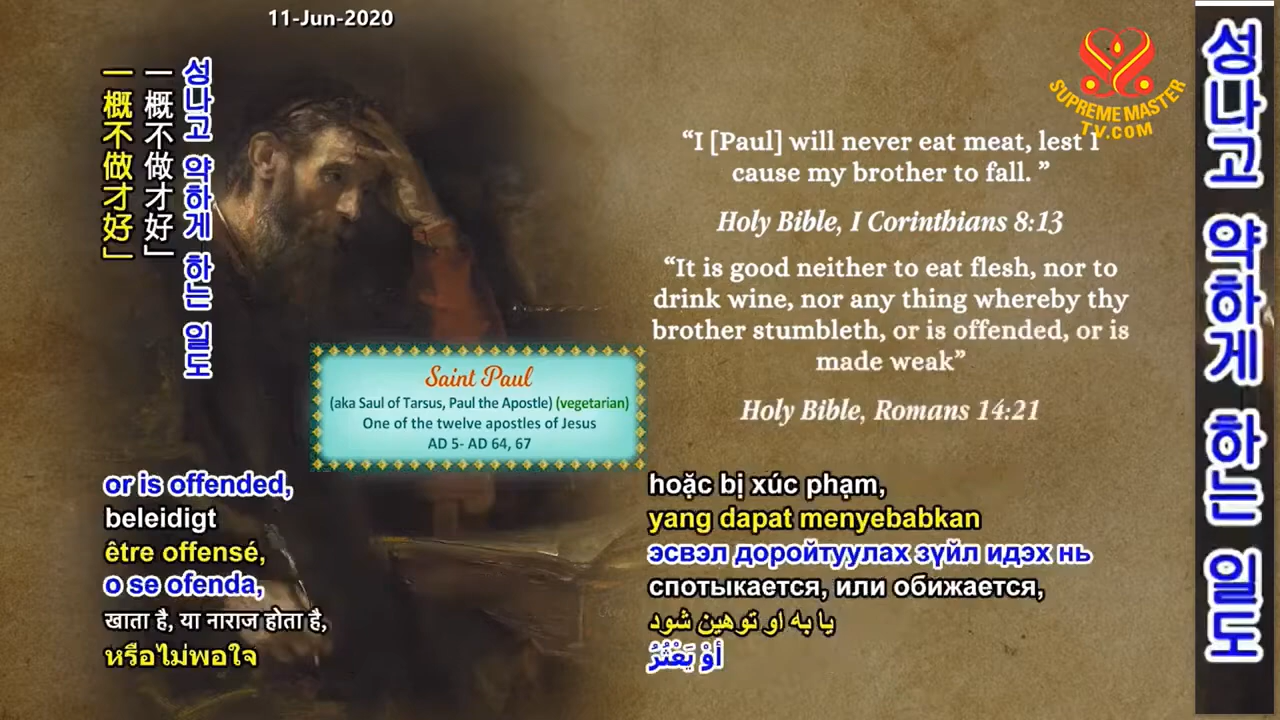 11-Jun-2020
성나고 약하게 하는 일도
一概不做才好」
一概不做才好」
SUPREME MASTER
TV.COM
“I [Paul] will never eat meat, lest I
cause my brother to fall. ”
Holy Bible, I Corinthians 8:13
“It is good neither to eat flesh, nor to
drink wine, nor any thing whereby thy
brother stumbleth, or is offended, or is
made weak”
Holy Bible, Romans 14:21
Saint Paul
(aka Saul of Tarsus, Paul the Apostle) (vegetarian)
One of the twelve apostles of Jesus
AD 5- AD 64, 67
or is offended,
beleidigt
être offensé,
o se ofenda,
खाता है, या नाराज होता है,
หรือไม่พอใจ
hoặc bị xúc phạm,
yang dapat menyebabkan
эсвэл доройтуулах зүйл идэх нь
спотыкается, или обижается,
یا به او توهین شود
أوْ يَعْثُرُ
성나고 약하게 하는 일도